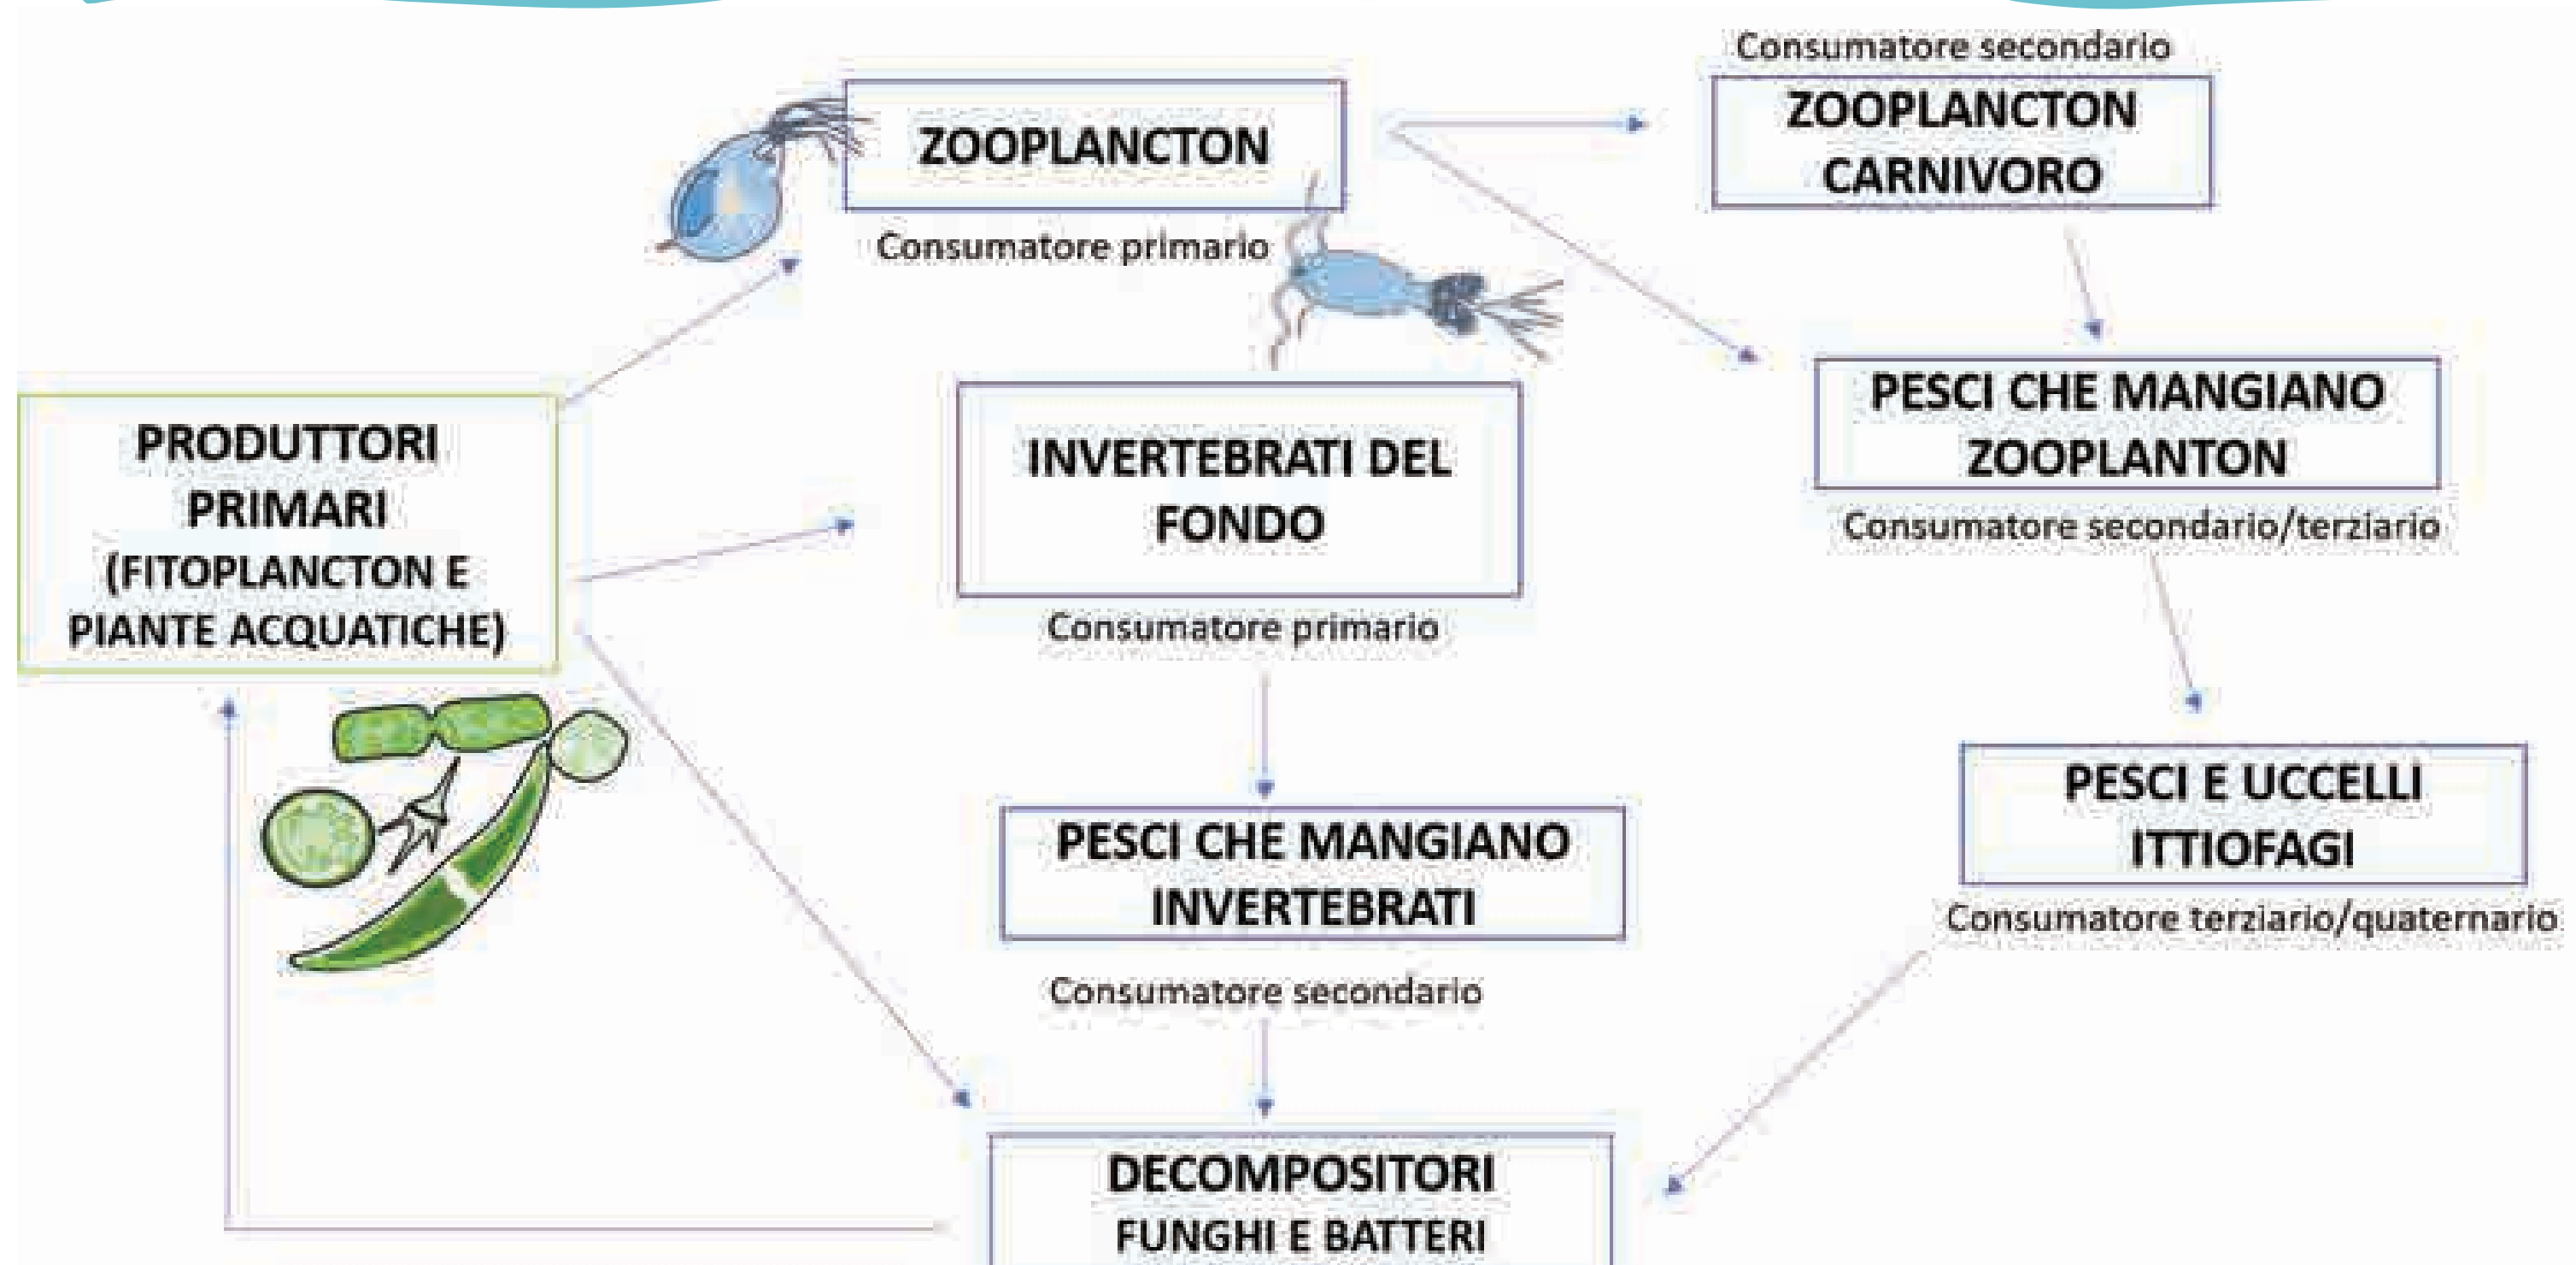 Consumatore secondario
ZOOPLANCTON
CARNIVORO
ZOOPLANCTON
Consumatore primario
PRODUTTORI
PRIMARI
(FITOPLANCTON E
PIANTE ACQUATICHE)
INVERTEBRATI DEL
FONDO
Consumatore primario
PESCI CHE MANGIANO
ZOOPLANTON
Consumatore secondario/terziario
PESCI CHE MANGIANO
INVERTEBRATI
Consumatore secondario
PESCI E UCCELLI
ITTIOFAGI
Consumatore terziario/quaternario
DECOMPOSITORI
FUNGHI E BATTERI